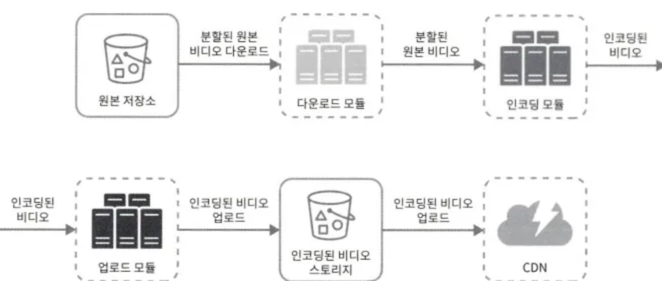 분할된 원본
비디오 다운로드
분할된
원본 비디오
인코딩된
비디오
원본 저장소
다운로드 모듈
인코딩 모듈
인코딩된
비디오
인코딩된 비디오
업로드
인코딩된 비디오
업로드
업로드 모듈
인코딩된 비디오
스토리지
CDN